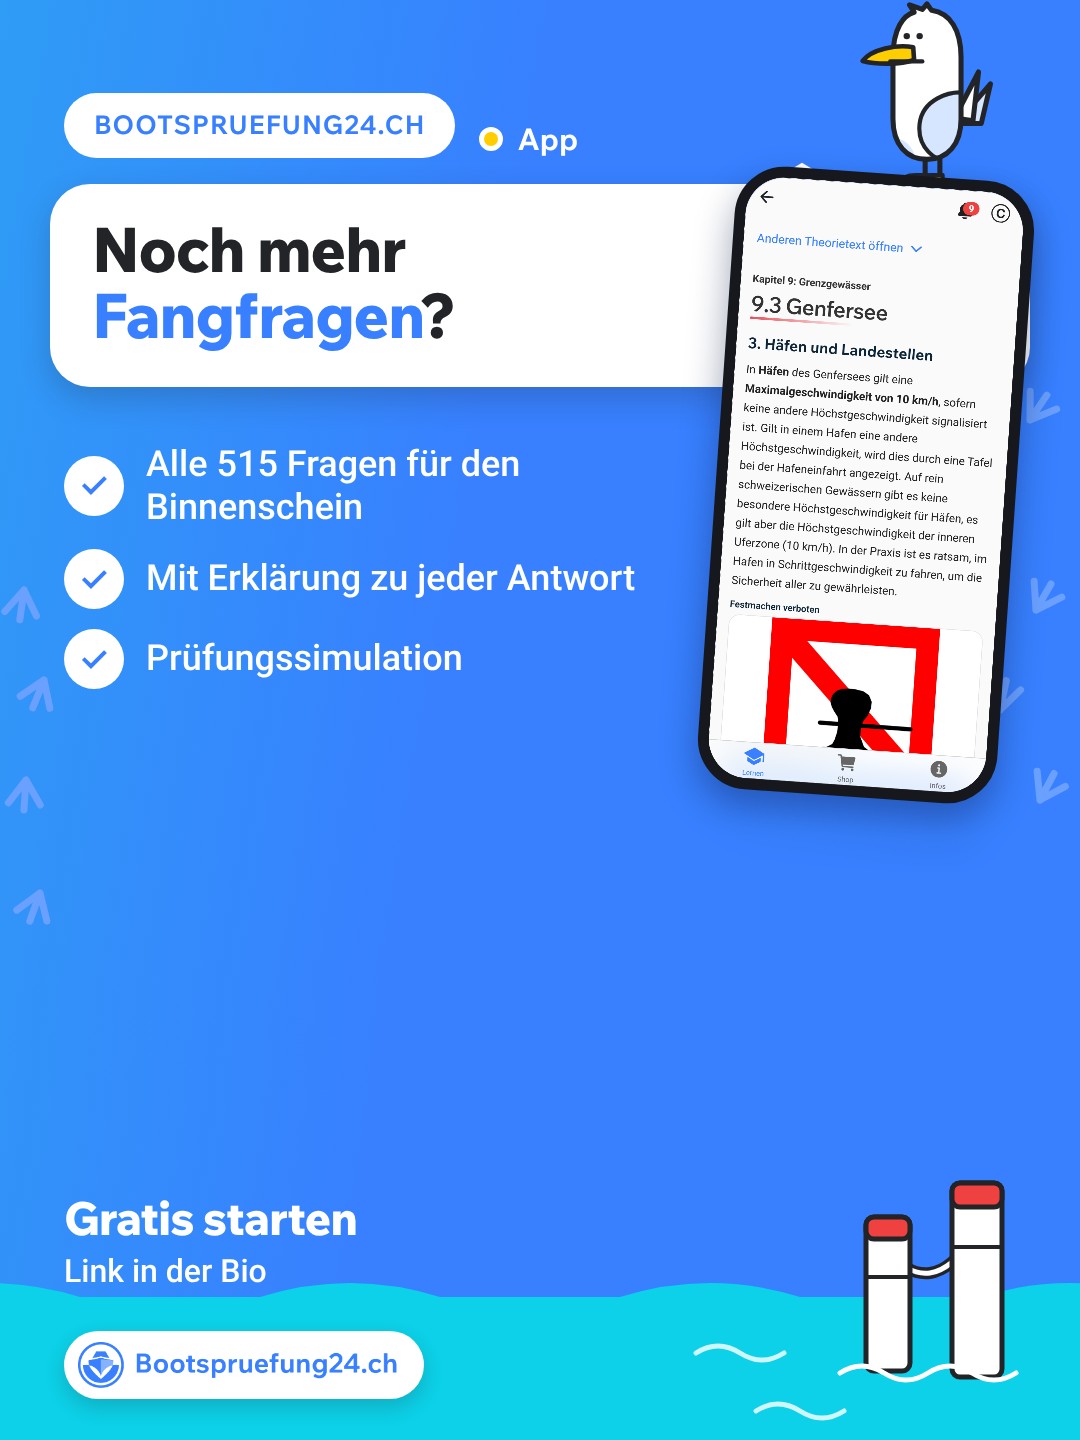 BOOTSPRUEFUNG24.CH
App
Noch mehr
Fangfragen?
Alle 515 Fragen für den
Binnenschein
Mit Erklärung zu jeder Antwort
Prüfungssimulation
9
C
Anderen Theorietext öffnen
Kapitel 9: Grenzgewässer
9.3 Genfersee
3. Häfen und Landestellen
In Häfen des Genfersees gilt eine
Maximalgeschwindigkeit von 10 km/h, sofern
keine andere Höchstgeschwindigkeit signalisiert
ist. Gilt in einem Hafen eine andere
Höchstgeschwindigkeit, wird dies durch eine Tafel
bei der Hafeneinfahrt angezeigt. Auf rein
schweizerischen Gewässern gibt es keine
besondere Höchstgeschwindigkeit für Häfen, es
gilt aber die Höchstgeschwindigkeit der inneren
Uferzone (10 km/h). In der Praxis ist es ratsam, im
Hafen in Schrittgeschwindigkeit zu fahren, um die
Sicherheit aller zu gewährleisten.
Festmachen verboten
Lernen
Shop
Infos
Gratis starten
Link in der Bio
Bootspruefung24.ch